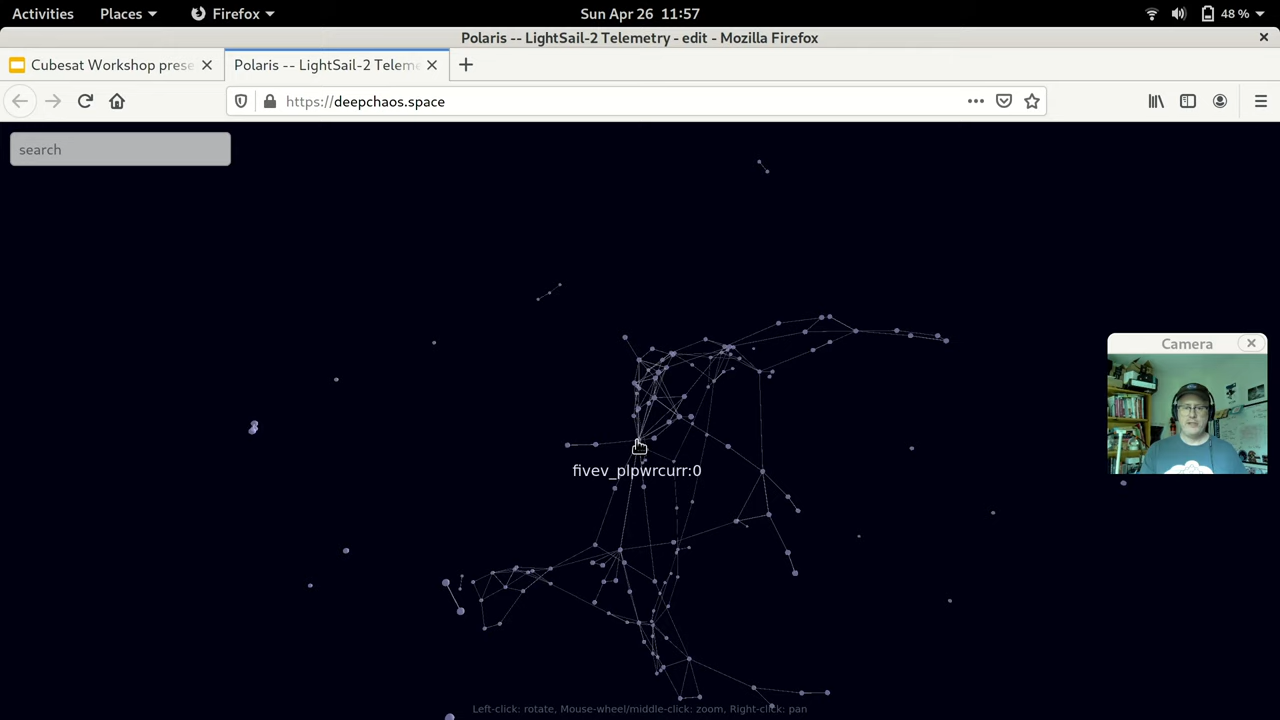 Activities Places Firefox Sun Apr 26 11:57 48 %
Polaris -- LightSail-2 Telemetry - edit - Mozilla Firefox
Cubesat Workshop prese Polaris -- LightSail-2 Teleme
https://deepchaos.space
search
Camera
fivev_plpwrcurr:0
Left-click: rotate, Mouse-wheel/middle-click: zoom, Right-click: pan